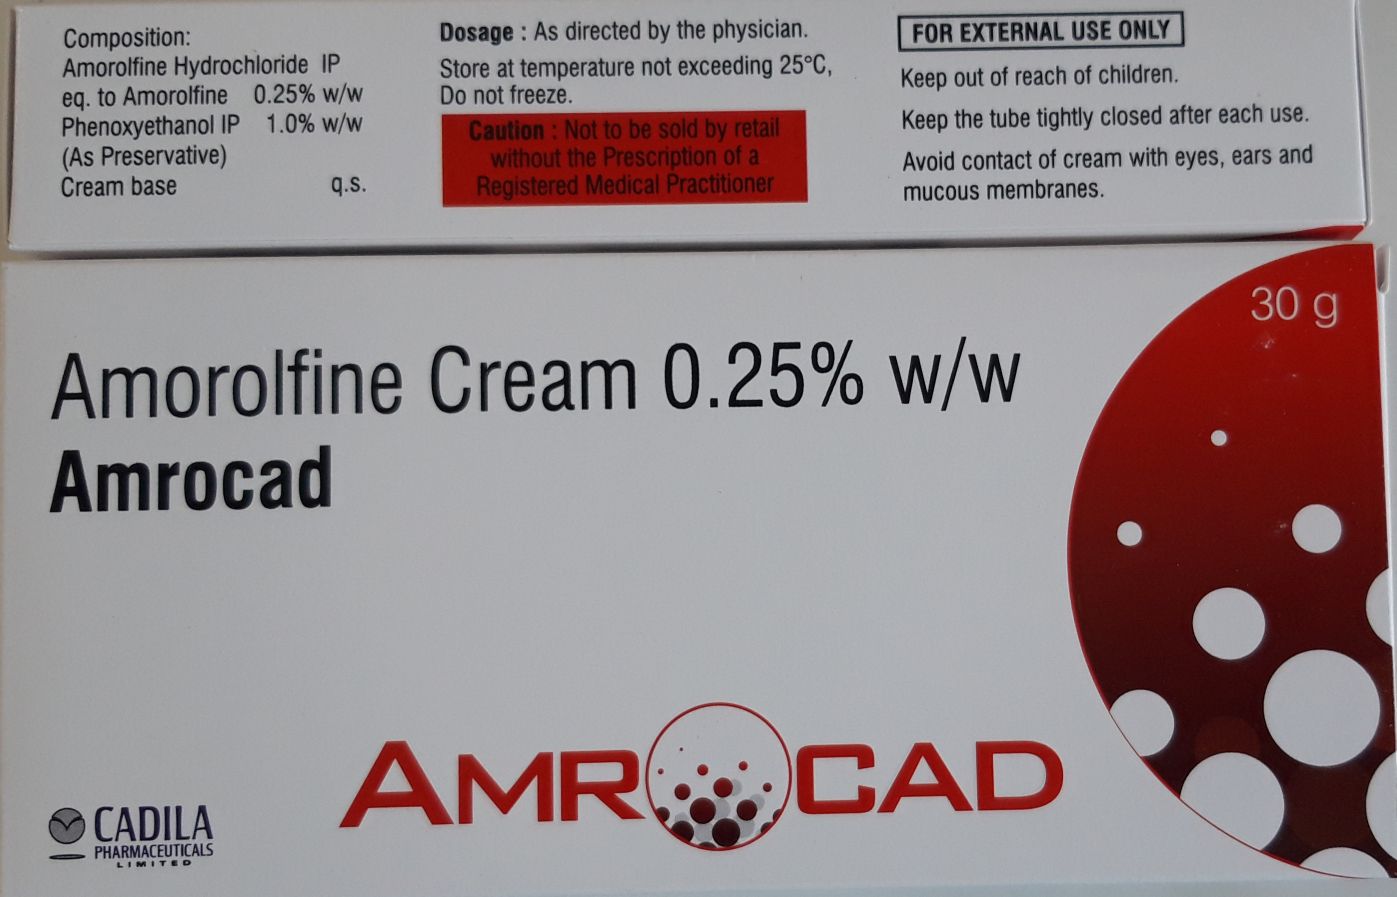 Composition:
Amorolfine Hydrochloride IP
eq. to Amorolfine 0.25% w/w
Phenoxyethanol IP 1.0% w/w
(As Preservative)
Cream base q.s.
Dosage : As directed by the physician.
Store at temperature not exceeding 25°C,
Do not freeze.
Caution : Not to be sold by retail
without the Prescription of a
Registered Medical Practitioner
FOR EXTERNAL USE ONLY
Keep out of reach of children.
Keep the tube tightly closed after each use.
Avoid contact of cream with eyes, ears and
mucous membranes.
30 g
Amorolfine Cream 0.25% w/w
Amrocad
AMROCAD
CADILA
PHARMACEUTICALS
LIMITED